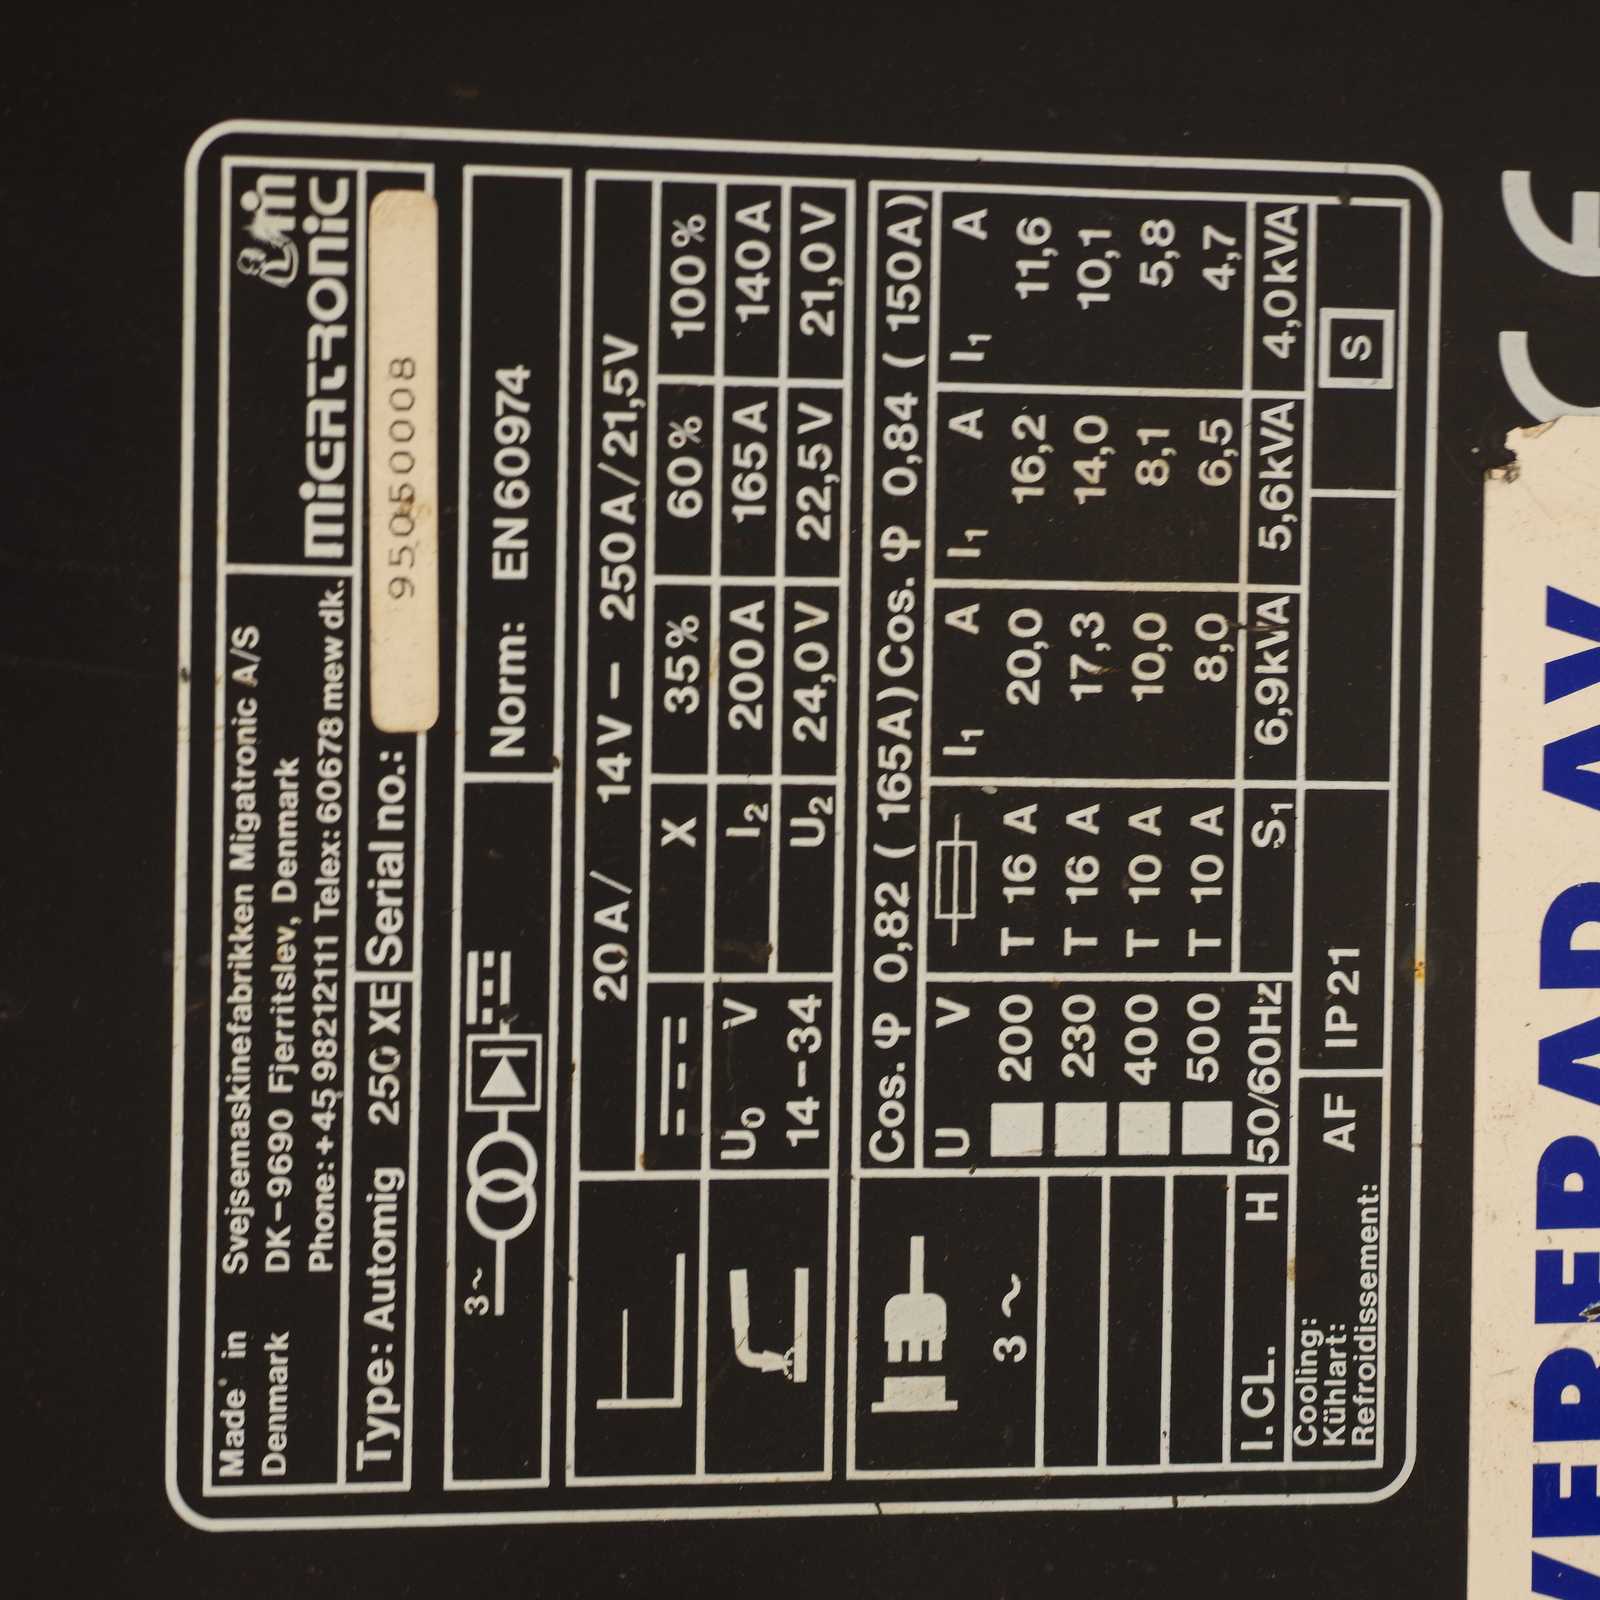 Made in Svejsemaskinefabrikken Migatronic A/S
Denmark DK-9690 Fjerritslev, Denmark
Phone: +45 98212111 Telex: 60678 mew dk.
MIGATRONIC
Type: Automig 250 XE Serial no.: 95050008
3~ Norm: EN 60974
20 A/ 14 V - 250 A/21,5V
X 35% 60% 100%
U0 V I2 200A 165A 140A
14-34 U2 24,0V 22,5V 21,0V
Cos. φ 0,82 ( 165A) Cos. φ 0,84 ( 150A)
U V I1 A I1 A I1 A
3~ 200 T 16 A 20,0 16,2 11,6
230 T 16 A 17,3 14,0 10,1
400 T 10 A 10,0 8,1 5,8
500 T 10 A 8,0 6,5 4,7
I.CL. H 50/60Hz S1 6,9kVA 5,6kVA 4,0kVA
Cooling:
Kühlart:
Refroidissement: AF IP21 S
CE